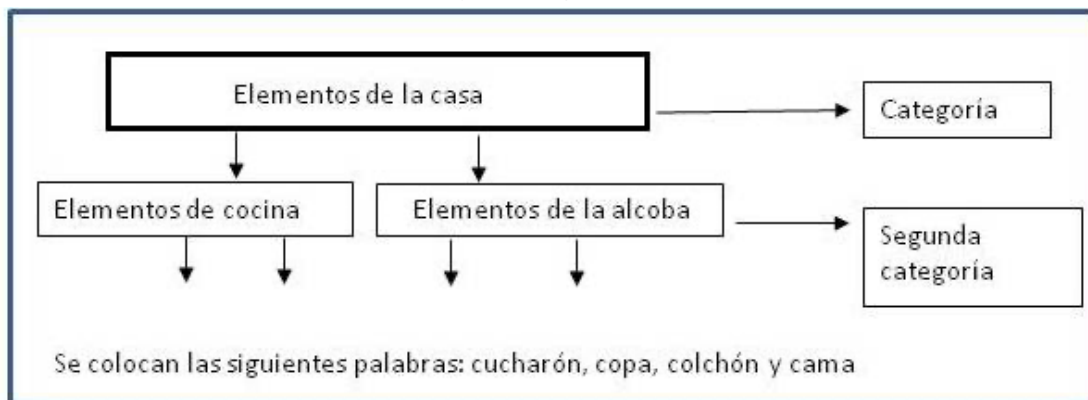 Elementos de la casa
Categoría
Elementos de cocina
Elementos de la alcoba
Segunda
categoría
Se colocan las siguientes palabras: cucharón, copa, colchón y cama